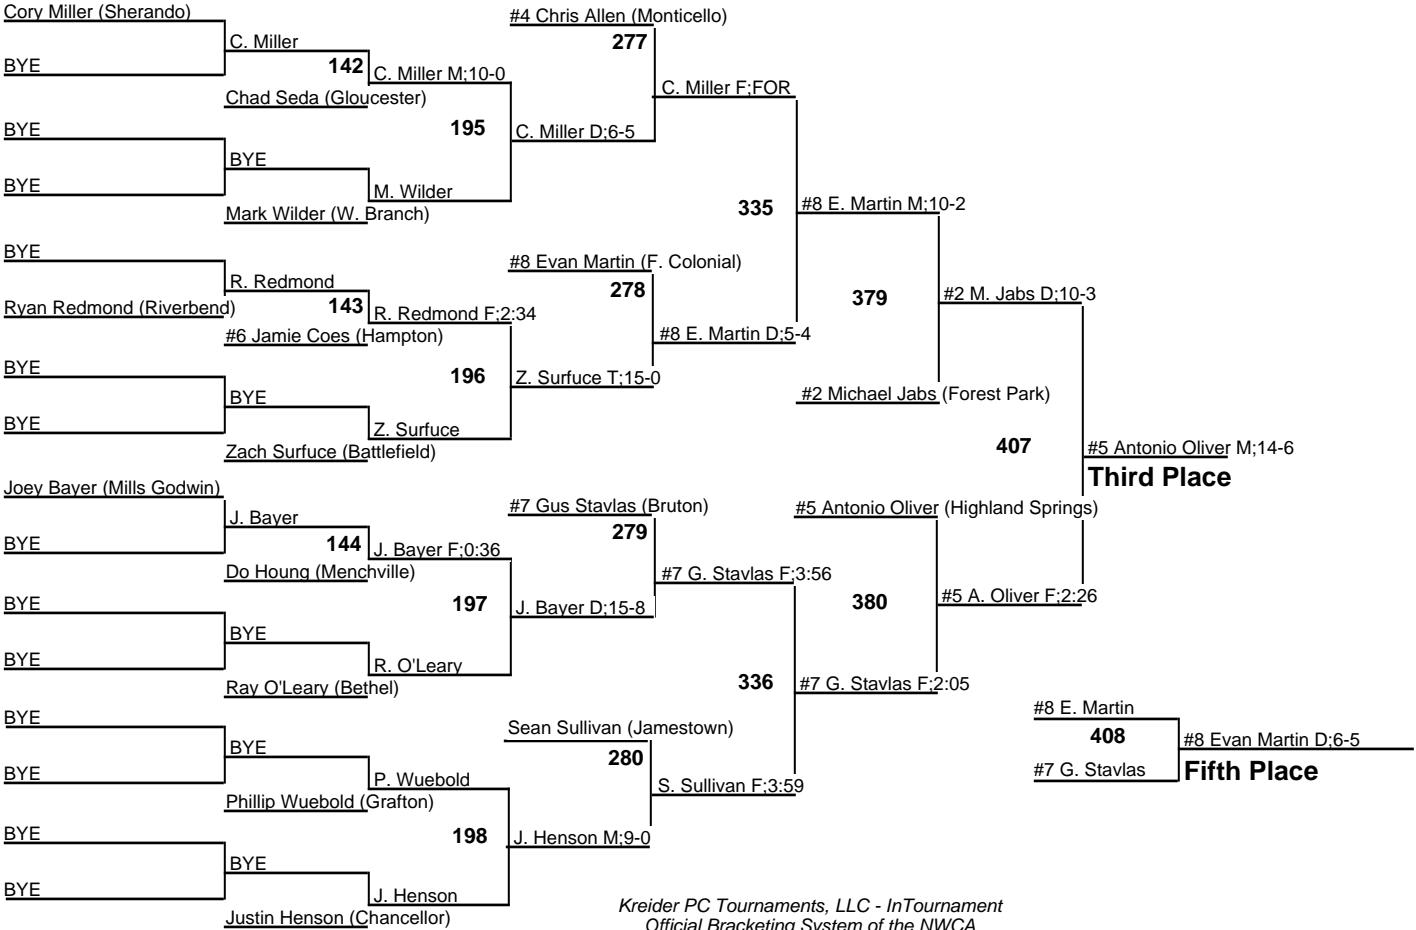 Cory Miller (Sherando)
#4 Chris Allen (Monticello)
C. Miller
277
BYE
142
C. Miller M;10-0
C. Miller F;FOR
Chad Seda (Gloucester)
BYE
195
C. Miller D;6-5
BYE
BYE
M. Wilder
#8 E. Martin M;10-2
335
Mark Wilder (W. Branch)
BYE
#8 Evan Martin (F. Colonial)
R. Redmond
278
379
#2 M. Jabs D;10-3
Ryan Redmond (Riverbend)
143
R. Redmond F;2:34
#6 Jamie Coes (Hampton)
#8 E. Martin D;5-4
BYE
196
Z. Surfuce T;15-0
BYE
#2 Michael Jabs (Forest Park)
BYE
Z. Surfuce
Zach Surfuce (Battlefield)
407
#5 Antonio Oliver M;14-6
Third Place
Joey Bayer (Mills Godwin)
#7 Gus Stavlas (Bruton)
#5 Antonio Oliver (Highland Springs)
J. Bayer
279
BYE
144
J. Bayer F;0:36
Do Houng (Menchville)
#7 G. Stavlas F;3:56
BYE
197
J. Bayer D;15-8
380
#5 A. Oliver F;2:26
BYE
BYE
R. O'Leary
Ray O'Leary (Bethel)
336
#7 G. Stavlas F;2:05
BYE
Sean Sullivan (Jamestown)
#8 E. Martin
BYE
280
408
#8 Evan Martin D;6-5
BYE
P. Wuebold
S. Sullivan F;3:59
#7 G. Stavlas
Fifth Place
Phillip Wuebold (Grafton)
BYE
198
J. Henson M;9-0
BYE
BYE
J. Henson
Justin Henson (Chancellor)
Kreider PC Tournaments, LLC - InTournament
Official Bracketing System of the NWCA